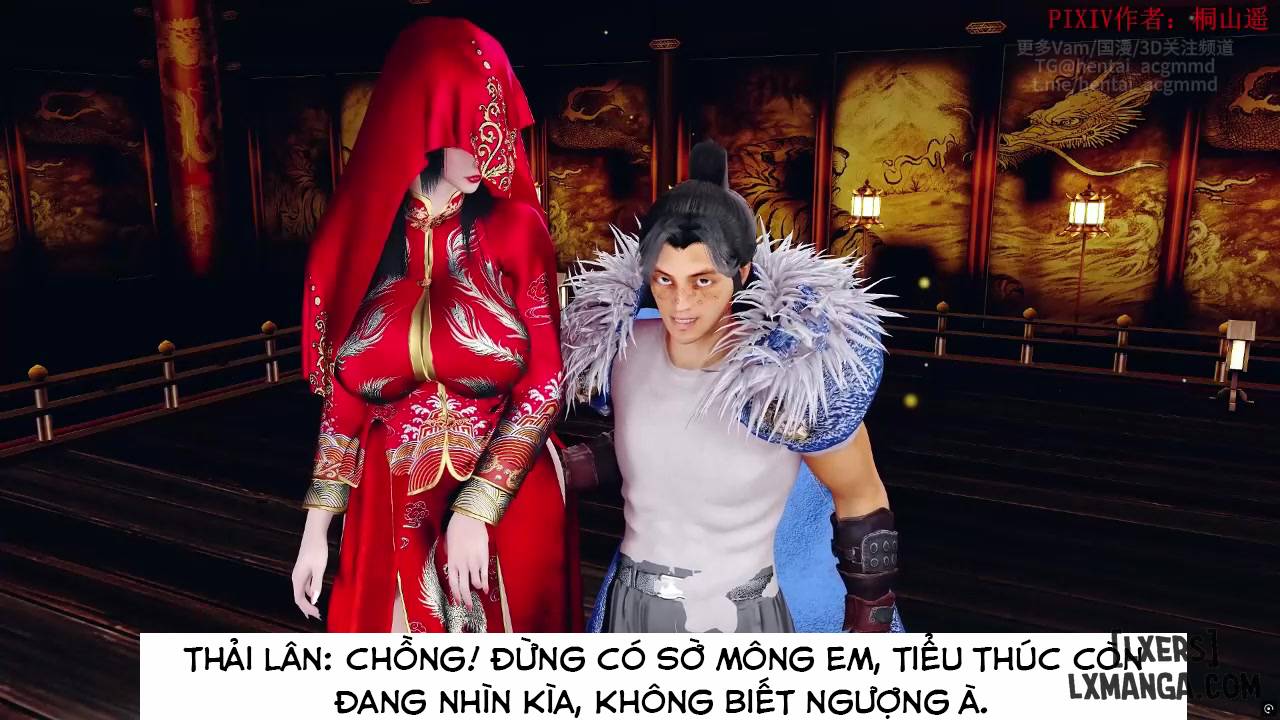 PIXIV作者：桐山遥
更多Vam/国漫/3D关注频道
TG@hentai_acgmmd
t.me/hentai_acgmmd
THẢI LÂN: CHỒNG! ĐỪNG CÓ SỜ MÔNG EM, TIỂU THÚC CÒN
ĐANG NHÌN KÌA, KHÔNG BIẾT NGƯỢNG À.
[LXERS]
LXMANGA.COM